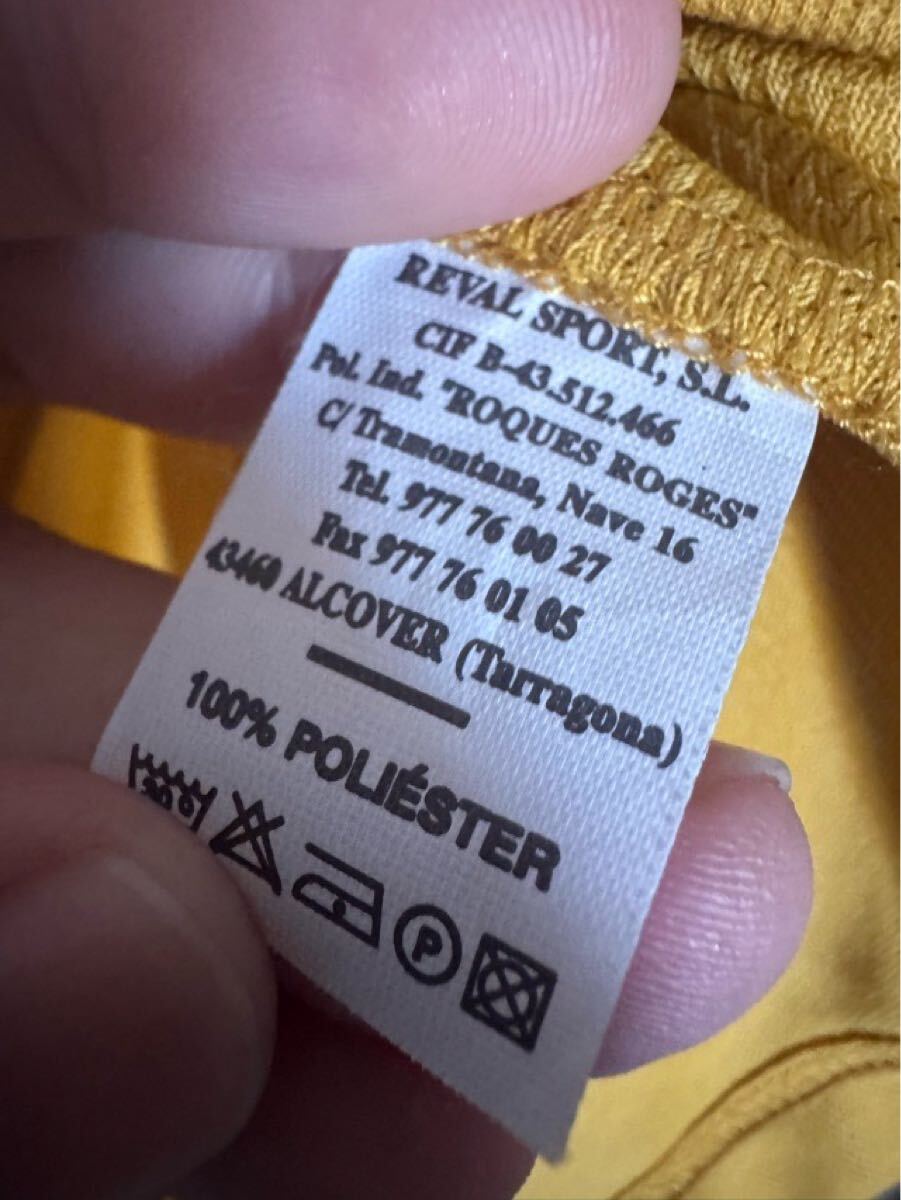 REVAL SPORT, S.L.
CIF B-43.512.466
Pol. Ind. "ROQUES ROGES"
C/ Tramontana, Nave 16
Tel. 977 76 00 27
Fax 977 76 01 05
43460 ALCOVER (Tarragona)
100% POLIÉSTER
30º
P